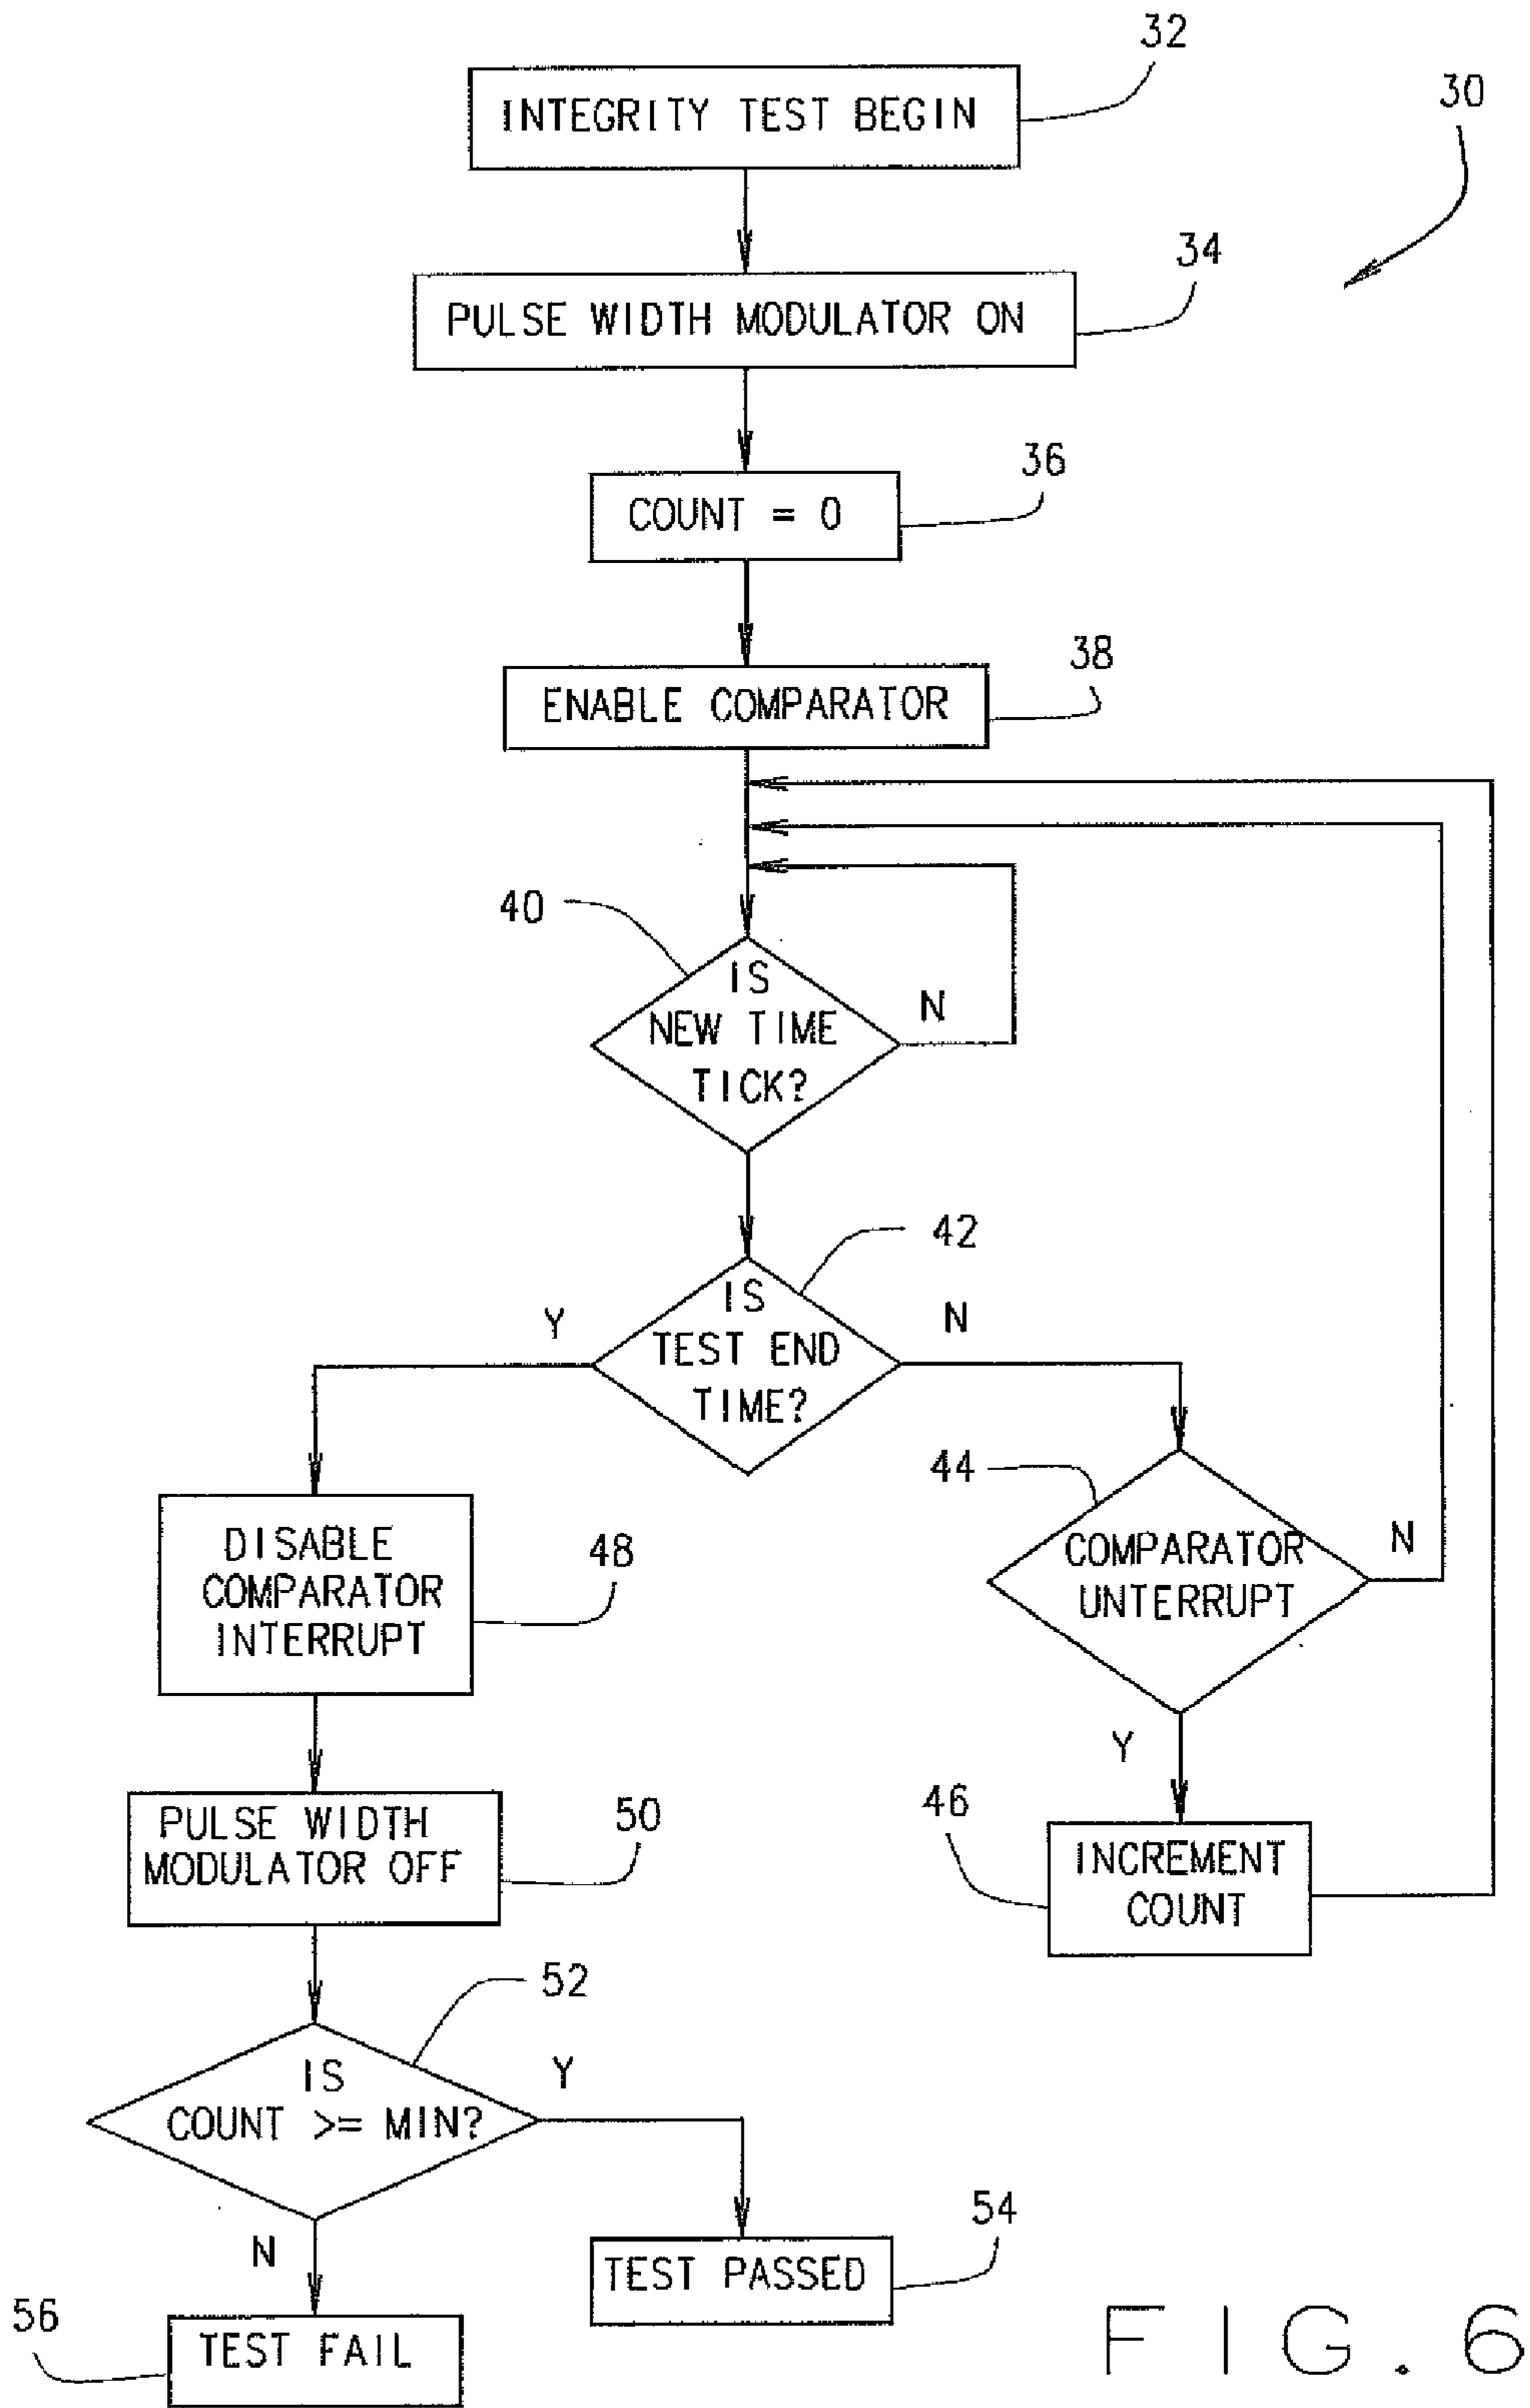 32
INTEGRITY TEST BEGIN
30
34
PULSE WIDTH MODULATOR ON
36
COUNT = 0
38
ENABLE COMPARATOR
40
IS
NEW TIME
TICK?
N
42
IS
TEST END
TIME?
Y
N
44
COMPARATOR
UNTERRUPT
N
Y
DISABLE
COMPARATOR
INTERRUPT
48
46
INCREMENT
COUNT
PULSE WIDTH
MODULATOR OFF
50
52
IS
COUNT >= MIN?
Y
N
54
TEST PASSED
56
TEST FAIL
FIG. 6